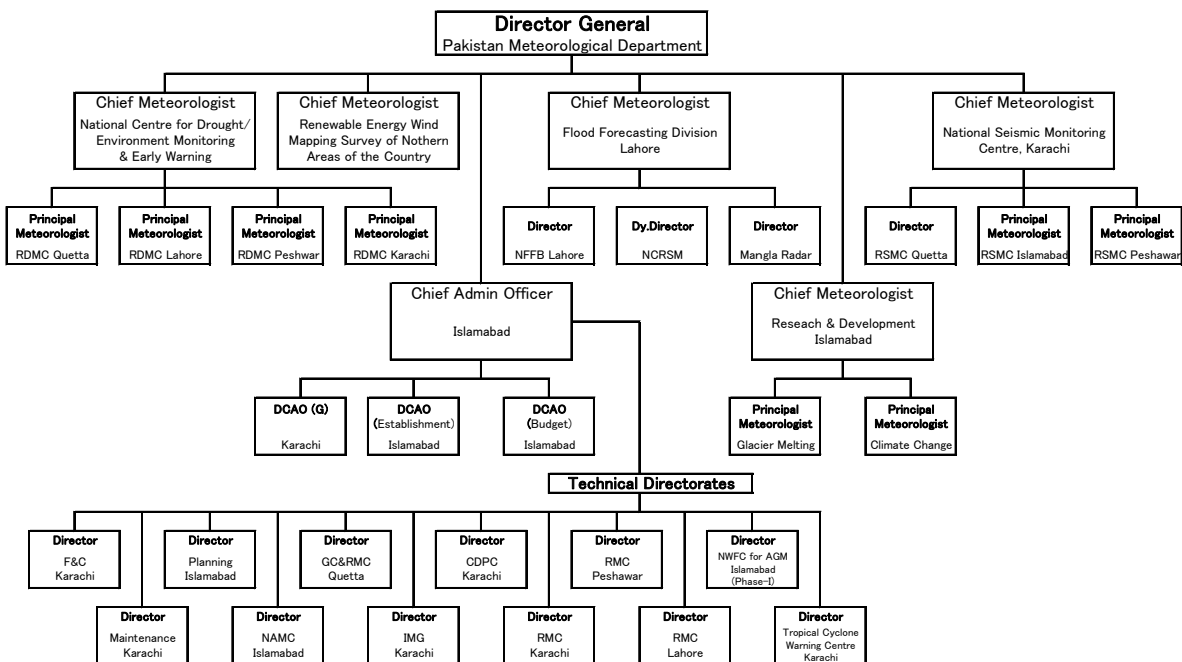 Director General
Pakistan Meteorological Department
Chief Meteorologist
National Centre for Drought/
Environment Monitoring
& Early Warning
Chief Meteorologist
Renewable Energy Wind
Mapping Survey of Nothern
Areas of the Country
Chief Meteorologist
Flood Forecasting Division
Lahore
Chief Meteorologist
National Seismic Monitoring
Centre, Karachi
Principal
Meteorologist
RDMC Quetta
Principal
Meteorologist
RDMC Lahore
Principal
Meteorologist
RDMC Peshwar
Principal
Meteorologist
RDMC Karachi
Director
NFFB Lahore
Dy.Director
NCRSM
Director
Mangla Radar
Director
RSMC Quetta
Principal
Meteorologist
RSMC Islamabad
Principal
Meteorologist
RSMC Peshawar
Chief Admin Officer
Islamabad
Chief Meteorologist
Reseach & Development
Islamabad
DCAO (G)
Karachi
DCAO
(Establishment)
Islamabad
DCAO
(Budget)
Islamabad
Principal
Meteorologist
Glacier Melting
Principal
Meteorologist
Climate Change
Technical Directorates
Director
F&C
Karachi
Director
Planning
Islamabad
Director
GC&RMC
Quetta
Director
CDPC
Karachi
Director
RMC
Peshawar
Director
NWFC for AGM
Islamabad
(Phase-I)
Director
Maintenance
Karachi
Director
NAMC
Islamabad
Director
IMG
Karachi
Director
RMC
Karachi
Director
RMC
Lahore
Director
Tropical Cyclone
Warning Centre
Karachi